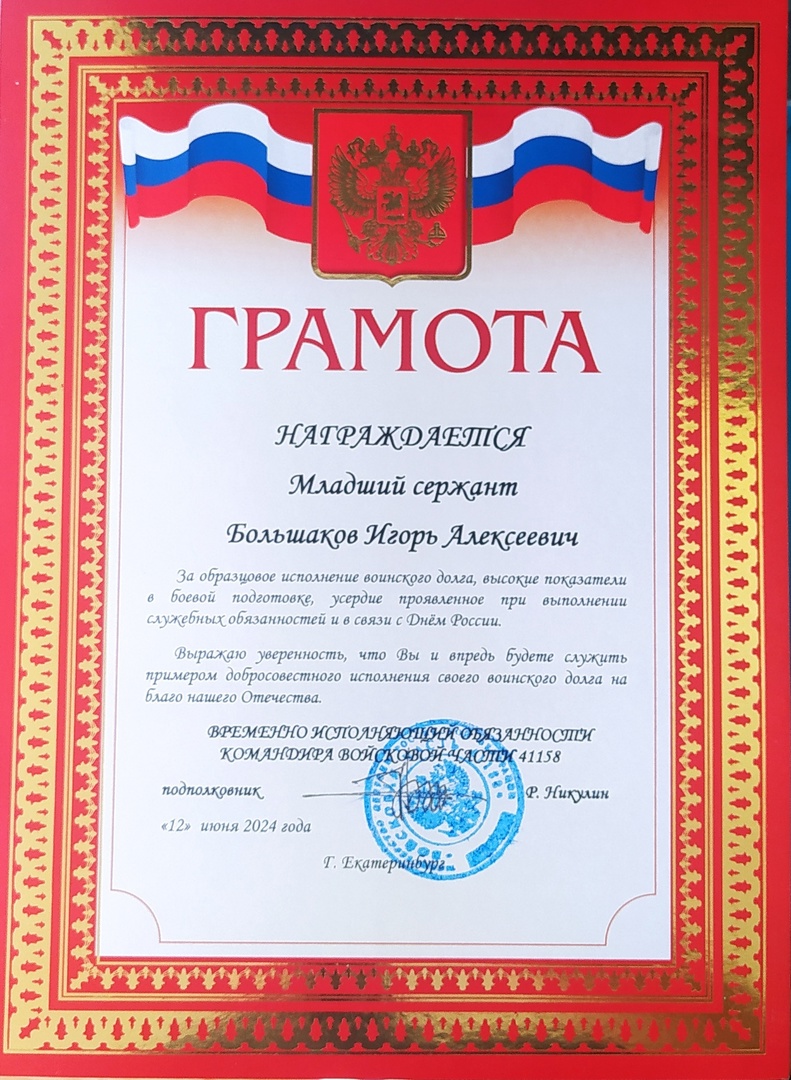 ГРАМОТА
НАГРАЖДАЕТСЯ
Младший сержант
Большаков Игорь Алексеевич
За образцовое исполнение воинского долга, высокие показатели
в боевой подготовке, усердие проявленное при выполнении
служебных обязанностей и в связи с Днём России.
Выражаю уверенность, что Вы и впредь будете служить
примером добросовестного исполнения своего воинского долга на
благо нашего Отечества.
ВРЕМЕННО ИСПОЛНЯЮЩИЙ ОБЯЗАННОСТИ
КОМАНДИРА ВОЙСКОВОЙ ЧАСТИ 41158
подполковник Р. Никулин
«12» июня 2024 года
Г. Екатеринбург